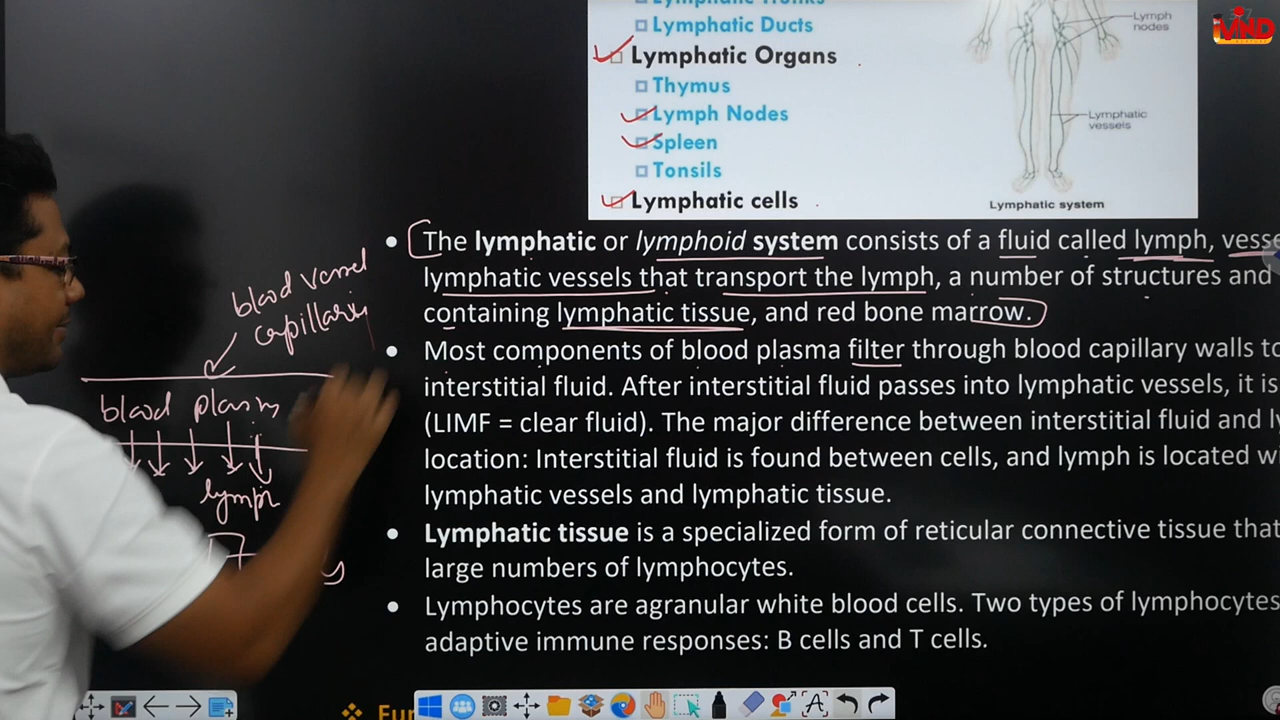 Lymphatic Ducts
Lymphatic Organs
Thymus
Lymph Nodes
Spleen
Tonsils
Lymphatic cells
Lymph
nodes
Lymphatic
vessels
Lymphatic system
The lymphatic or lymphoid system consists of a fluid called lymph,
lymphatic vessels that transport the lymph, a number of structures and
containing lymphatic tissue, and red bone marrow.
Most components of blood plasma filter through blood capillary walls to
interstitial fluid. After interstitial fluid passes into lymphatic vessels, it is
(LIMF = clear fluid). The major difference between interstitial fluid and
location: Interstitial fluid is found between cells, and lymph is located
lymphatic vessels and lymphatic tissue.
Lymphatic tissue is a specialized form of reticular connective tissue that
large numbers of lymphocytes.
Lymphocytes are agranular white blood cells. Two types of lymphocytes
adaptive immune responses: B cells and T cells.
blood vessel
capillary
blood plasma
lymph